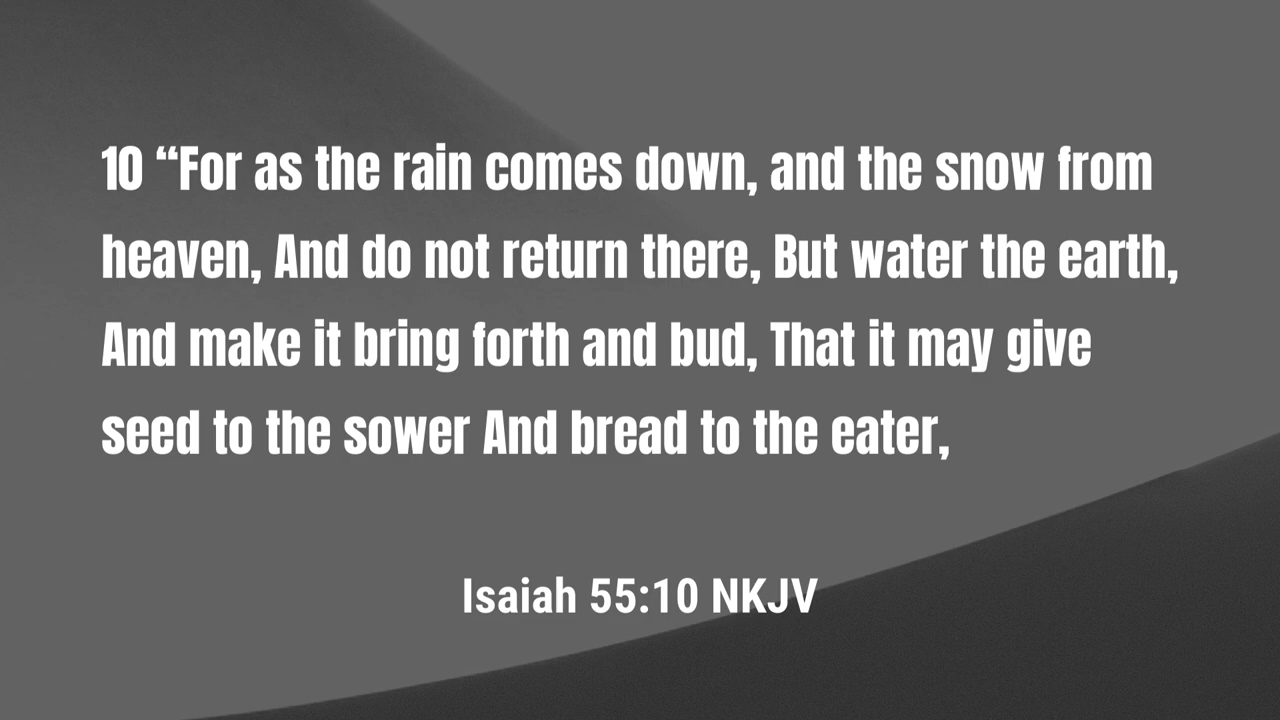 10 “For as the rain comes down, and the snow from
heaven, And do not return there, But water the earth,
And make it bring forth and bud, That it may give
seed to the sower And bread to the eater,
Isaiah 55:10 NKJV